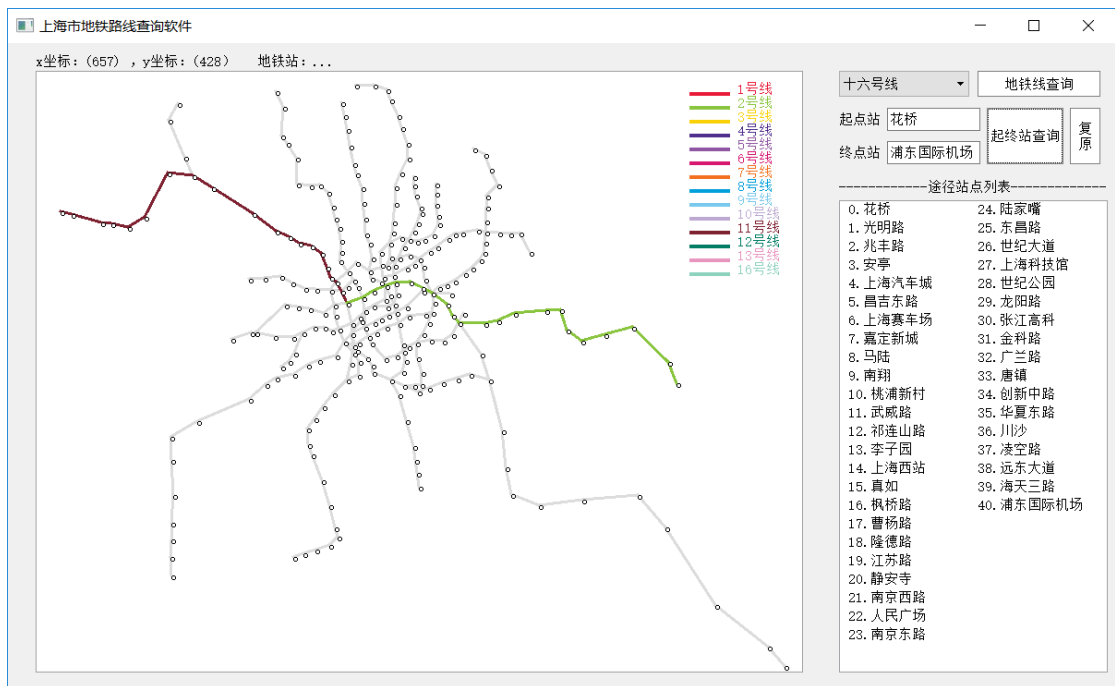 上海市地铁路线查询软件
x坐标：(657) ，y坐标：(428) 地铁站：...
1号线
2号线
3号线
4号线
5号线
6号线
7号线
8号线
9号线
10号线
11号线
12号线
13号线
16号线
十六号线
地铁线查询
起点站 花桥
终点站 浦东国际机场
起终站查询
复原
------------途径站点列表-------------
0.花桥
1.光明路
2.兆丰路
3.安亭
4.上海汽车城
5.昌吉东路
6.上海赛车场
7.嘉定新城
8.马陆
9.南翔
10.桃浦新村
11.武威路
12.祁连山路
13.李子园
14.上海西站
15.真如
16.枫桥路
17.曹杨路
18.隆德路
19.江苏路
20.静安寺
21.南京西路
22.人民广场
23.南京东路
24.陆家嘴
25.东昌路
26.世纪大道
27.上海科技馆
28.世纪公园
29.龙阳路
30.张江高科
31.金科路
32.广兰路
33.唐镇
34.创新中路
35.华夏东路
36.川沙
37.凌空路
38.远东大道
39.海天三路
40.浦东国际机场